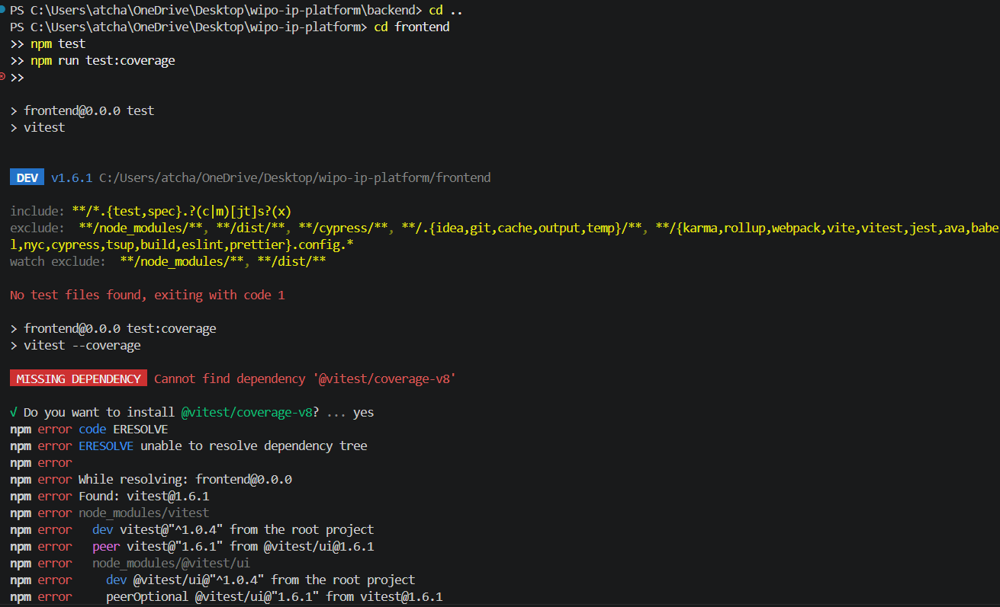 PS C:\Users\atcha\OneDrive\Desktop\wipo-ip-platform\backend> cd ..
PS C:\Users\atcha\OneDrive\Desktop\wipo-ip-platform> cd frontend
>> npm test
>> npm run test:coverage
>>
> frontend@0.0.0 test
> vitest
DEV v1.6.1 C:/Users/atcha/OneDrive/Desktop/wipo-ip-platform/frontend
include: **/*.{test,spec}.?(c|m)[jt]s?(x)
exclude:  **/node_modules/**, **/dist/**, **/cypress/**, **/.{idea,git,cache,output,temp}/**, **/{karma,rollup,webpack,vite,vitest,jest,ava,babe
l,nyc,cypress,tsup,build,eslint,prettier}.config.*
watch exclude:  **/node_modules/**, **/dist/**
No test files found, exiting with code 1
> frontend@0.0.0 test:coverage
> vitest --coverage
MISSING DEPENDENCY Cannot find dependency '@vitest/coverage-v8'
√ Do you want to install @vitest/coverage-v8? ... yes
npm error code ERESOLVE
npm error ERESOLVE unable to resolve dependency tree
npm error
npm error While resolving: frontend@0.0.0
npm error Found: vitest@1.6.1
npm error node_modules/vitest
npm error   dev vitest@"^1.0.4" from the root project
npm error   peer vitest@"1.6.1" from @vitest/ui@1.6.1
npm error   node_modules/@vitest/ui
npm error     dev @vitest/ui@"^1.0.4" from the root project
npm error     peerOptional @vitest/ui@"1.6.1" from vitest@1.6.1